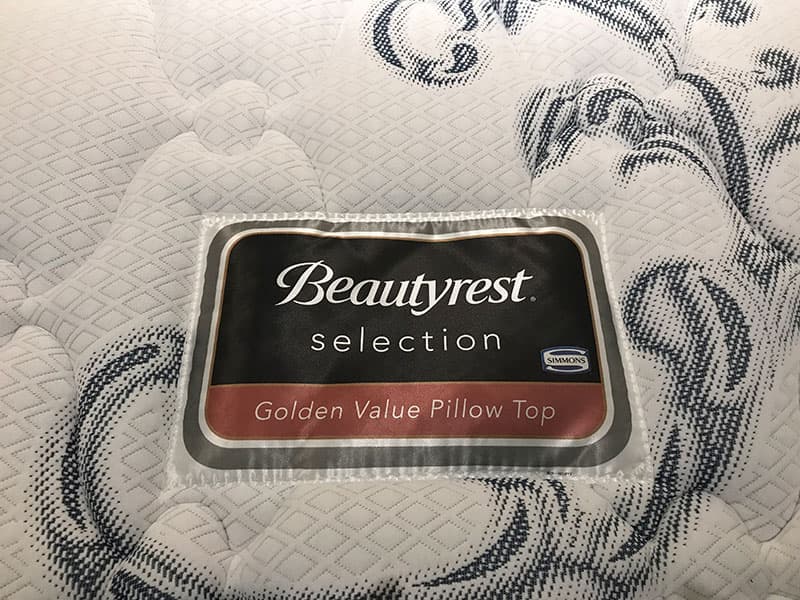 Beautyrest®
selection
SIMMONS
Golden Value Pillow Top